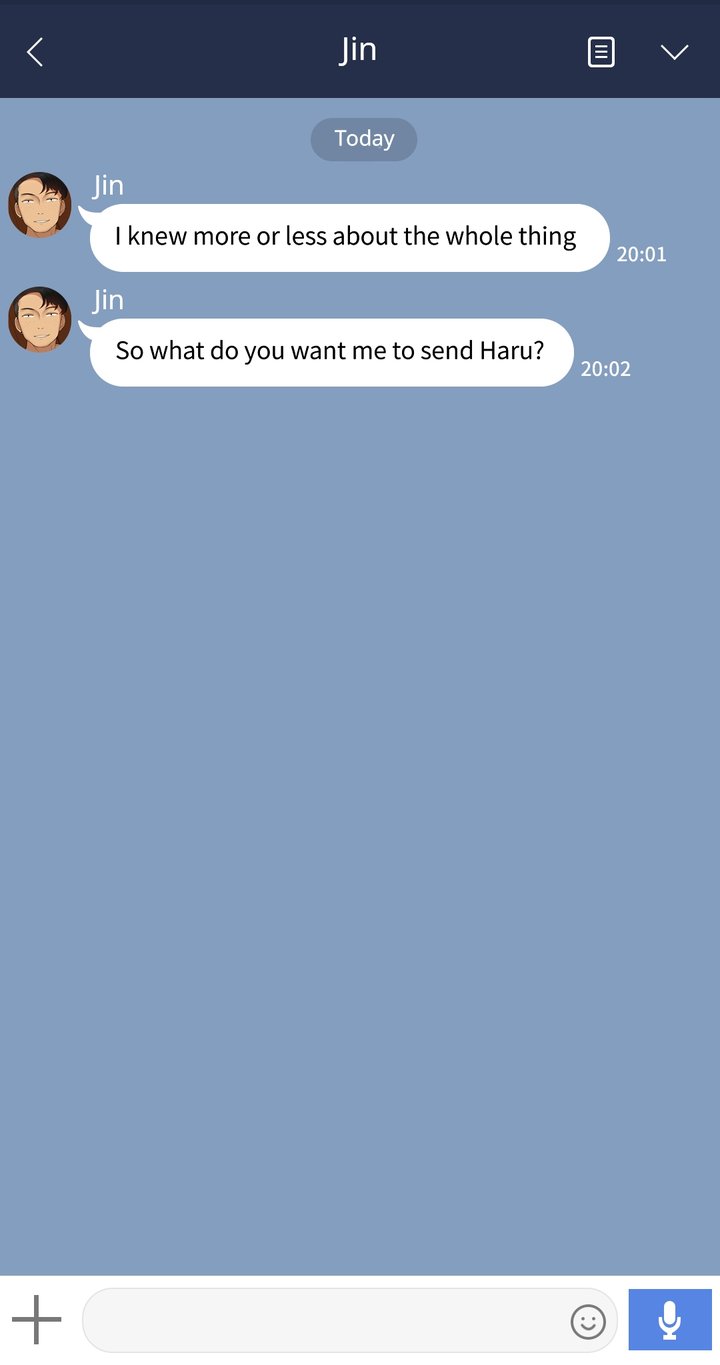 Jin
Today
Jin
I knew more or less about the whole thing
20:01
Jin
So what do you want me to send Haru?
20:02